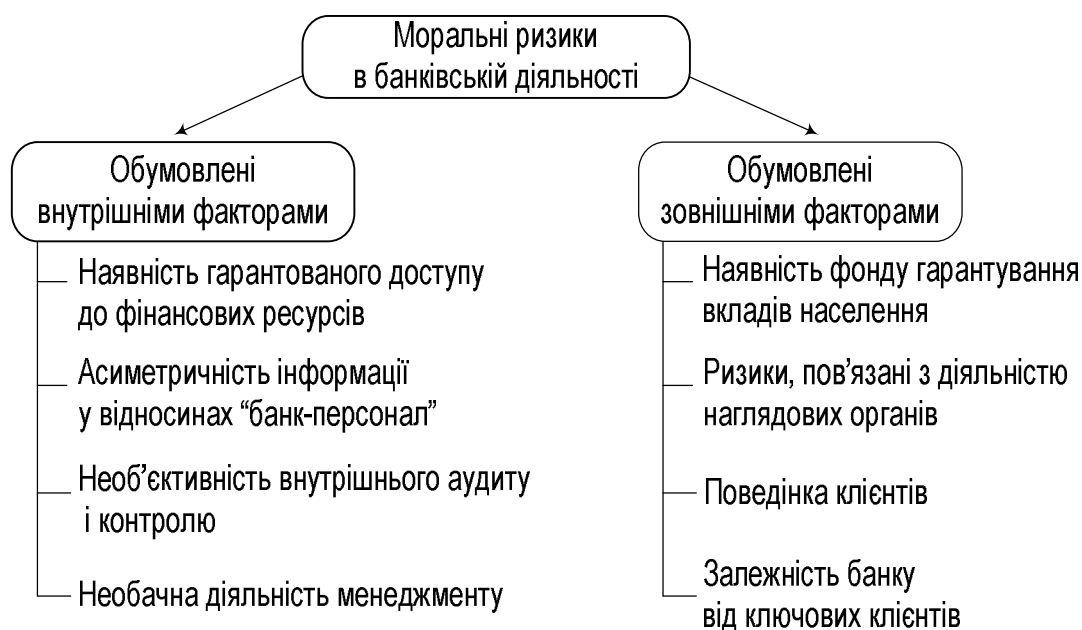 Моральні ризики
в банківській діяльності
Обумовлені
внутрішніми факторами
Наявність гарантованого доступу
до фінансових ресурсів
Асиметричність інформації
у відносинах “банк-персонал”
Необ’єктивність внутрішнього аудиту
і контролю
Необачна діяльність менеджменту
Обумовлені
зовнішніми факторами
Наявність фонду гарантування
вкладів населення
Ризики, пов’язані з діяльністю
наглядових органів
Поведінка клієнтів
Залежність банку
від ключових клієнтів